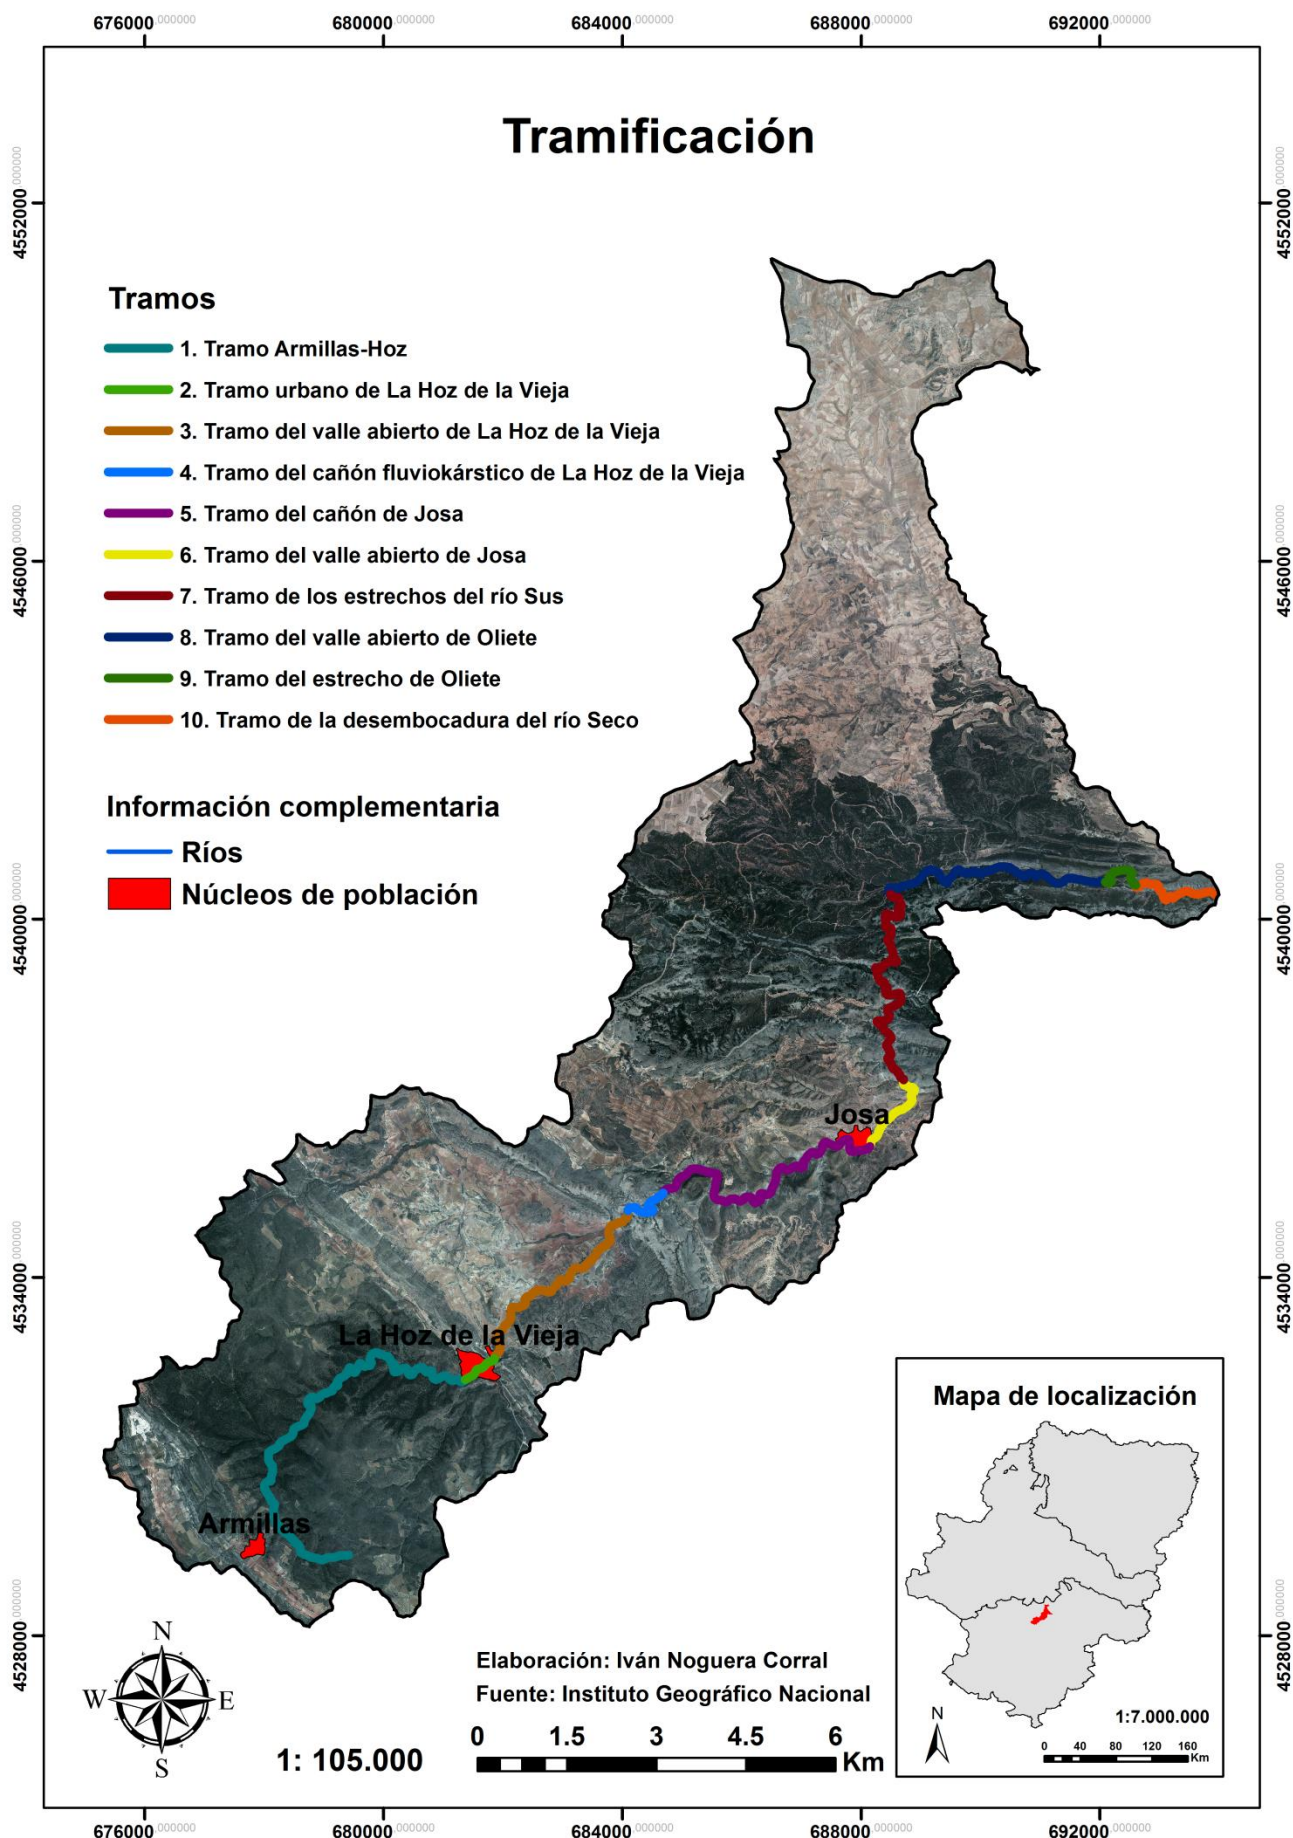 676000,000000 680000,000000 684000,000000 688000,000000 692000,000000
Tramificación
4552000,000000
4552000,000000
Tramos
1. Tramo Armillas-Hoz
2. Tramo urbano de La Hoz de la Vieja
3. Tramo del valle abierto de La Hoz de la Vieja
4. Tramo del cañón fluviokárstico de La Hoz de la Vieja
5. Tramo del cañón de Josa
6. Tramo del valle abierto de Josa
7. Tramo de los estrechos del río Sus
8. Tramo del valle abierto de Oliete
9. Tramo del estrecho de Oliete
10. Tramo de la desembocadura del río Seco
4546000,000000
4546000,000000
Información complementaria
Ríos
Núcleos de población
4540000,000000
4540000,000000
Josa
4534000,000000
4534000,000000
La Hoz de la Vieja
Armillas
Mapa de localización
N
1:7.000.000
0 40 80 120 160
Km
4528000,000000
4528000,000000
N
W E
S
Elaboración: Iván Noguera Corral
Fuente: Instituto Geográfico Nacional
1: 105.000
0 1.5 3 4.5 6
Km
676000,000000 680000,000000 684000,000000 688000,000000 692000,000000